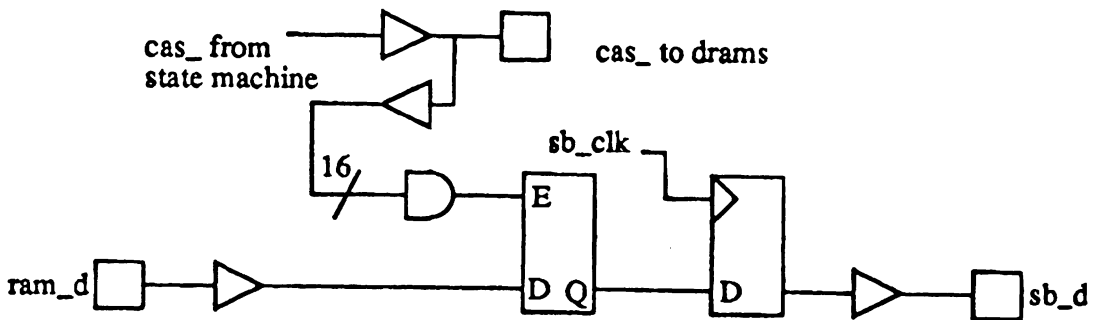 cas_ from
state machine
cas_ to drams
sb_clk
16
E
ram_d
D Q
D
sb_d